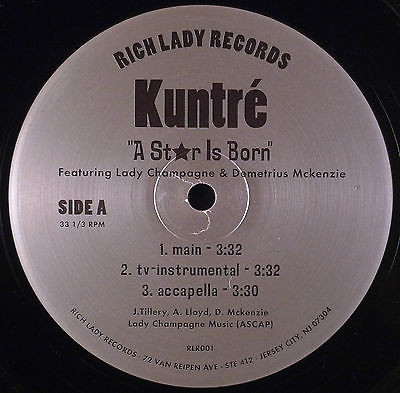 RICH LADY RECORDS
Kuntré
"A St★r Is Born"
Featuring Lady Champagne & Demetrius Mckenzie
SIDE A
33 1/3 RPM
1. main - 3:32
2. tv-instrumental - 3:32
3. accapella - 3:30
J.Tillery, A. Lloyd, D. Mckenzie
Lady Champagne Music (ASCAP)
RLR001
RICH LADY RECORDS - 72 VAN REIPEN AVE - STE 412 - JERSEY CITY, NJ 07304